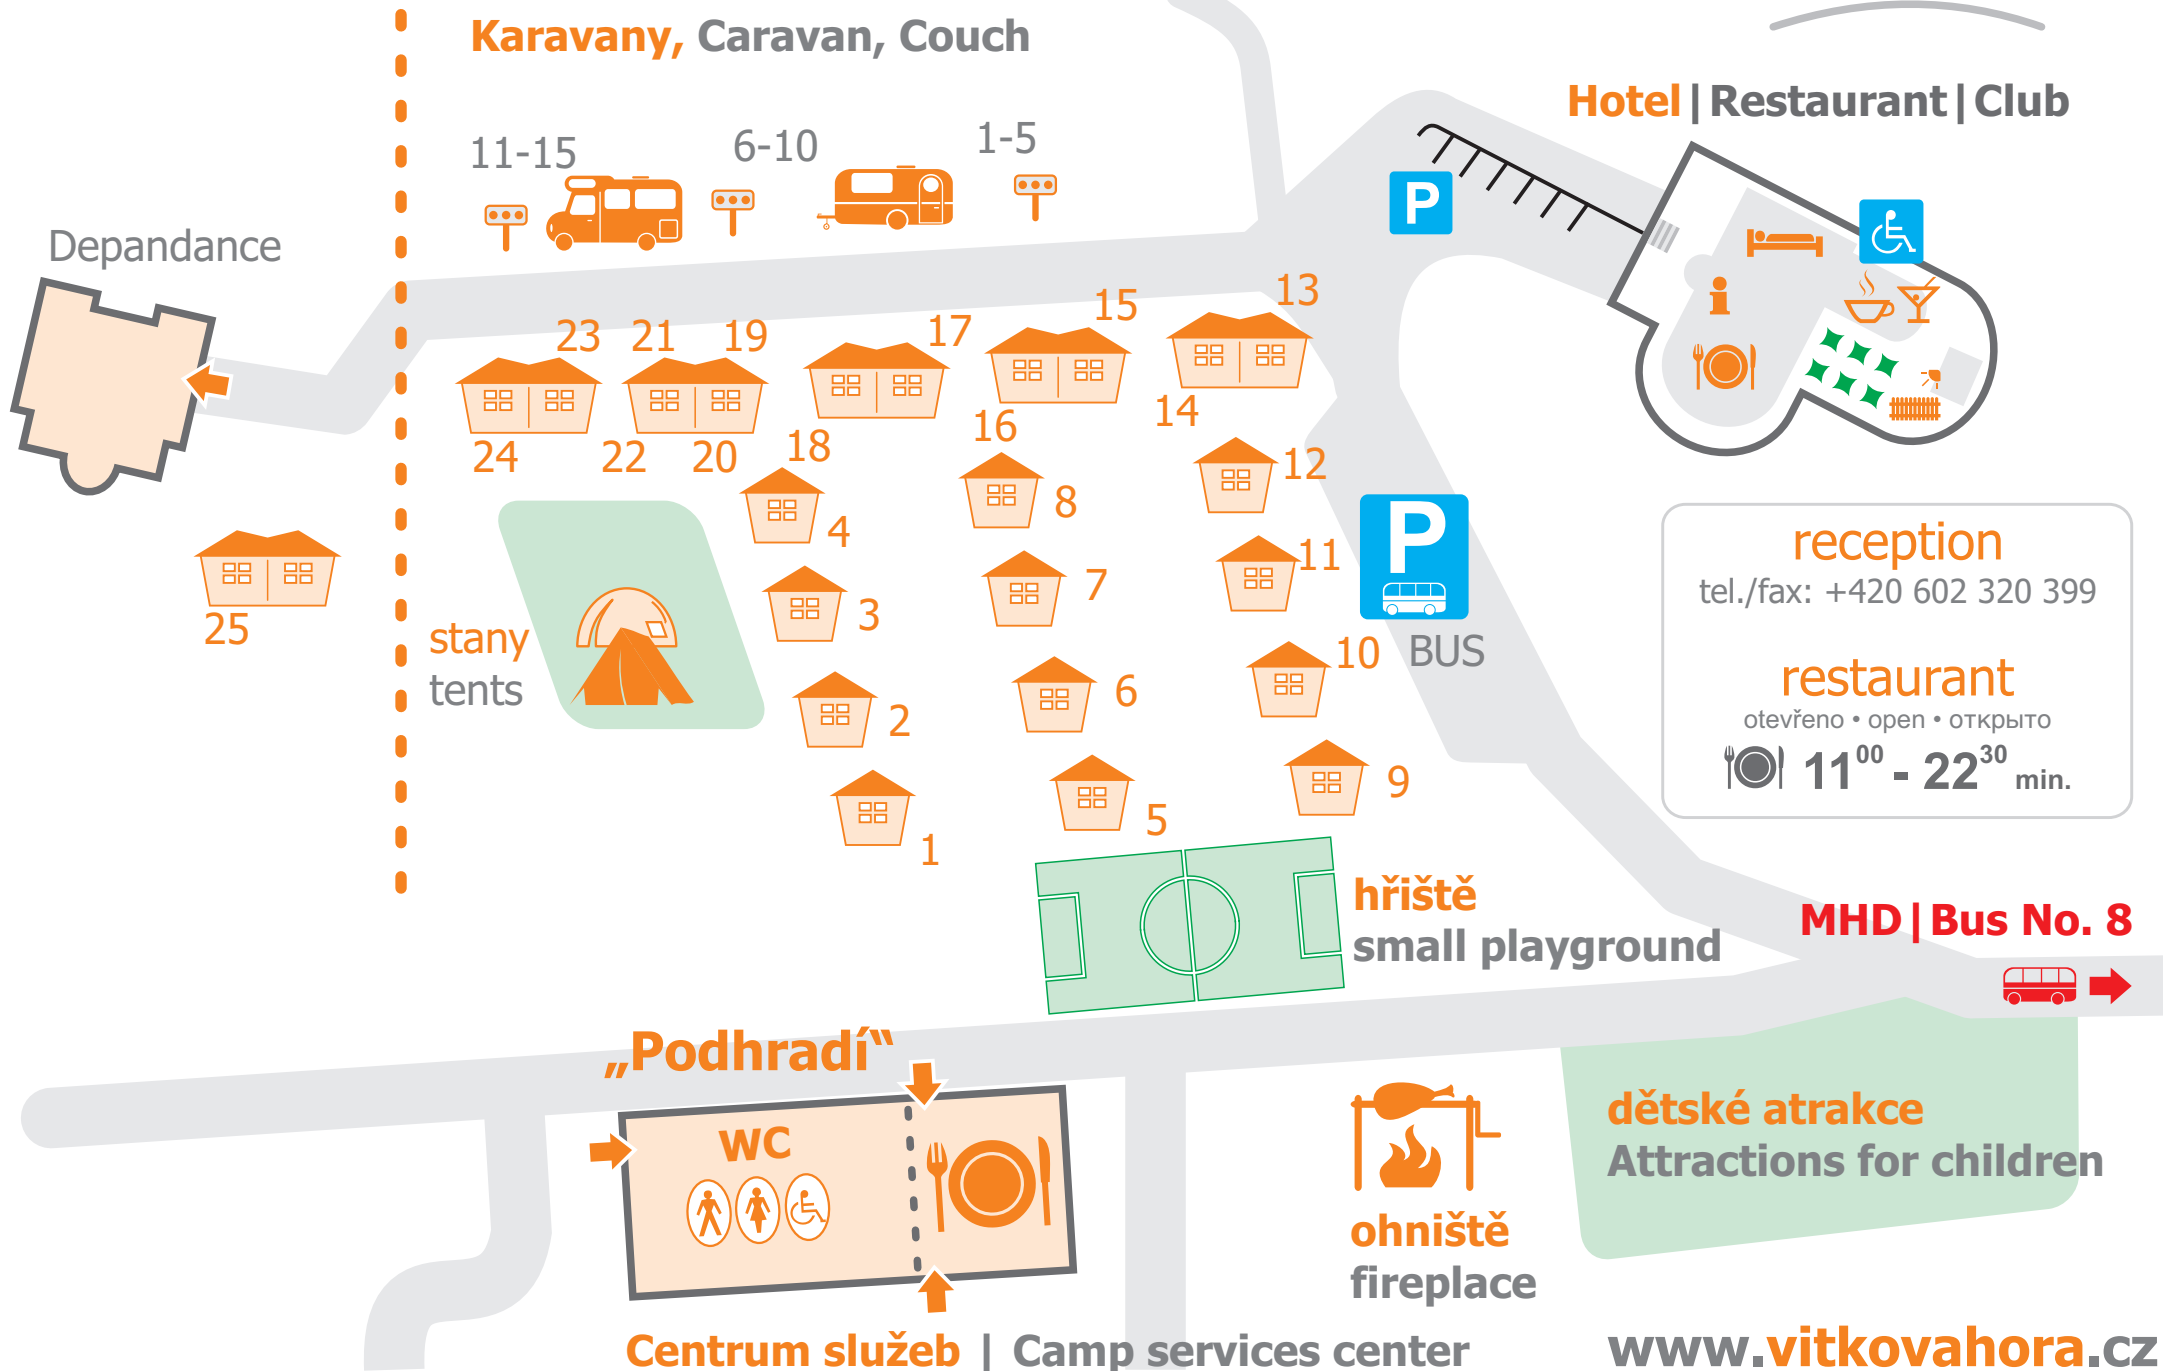 Karavany, Caravan, Couch
Hotel | Restaurant | Club
11-15
6-10
1-5
P
Depandance
13
15
17
19
21
23
14
16
18
20
22
24
12
8
4
P
11
7
3
25
BUS
10
6
2
stany
tents
9
5
1
reception
tel./fax: +420 602 320 399
restaurant
otevřeno • open • открыто
11⁰⁰ - 22³⁰ min.
hřiště
small playground
MHD | Bus No. 8
„Podhradí“
WC
dětské atrakce
Attractions for children
ohniště
fireplace
Centrum služeb | Camp services center
www.vitkovahora.cz